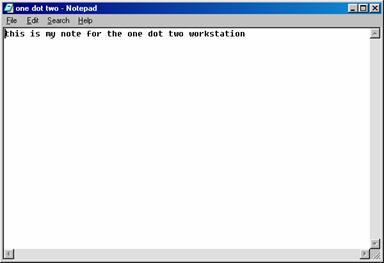 one dot two - Notepad
File Edit Search Help
this is my note for the one dot two workstation